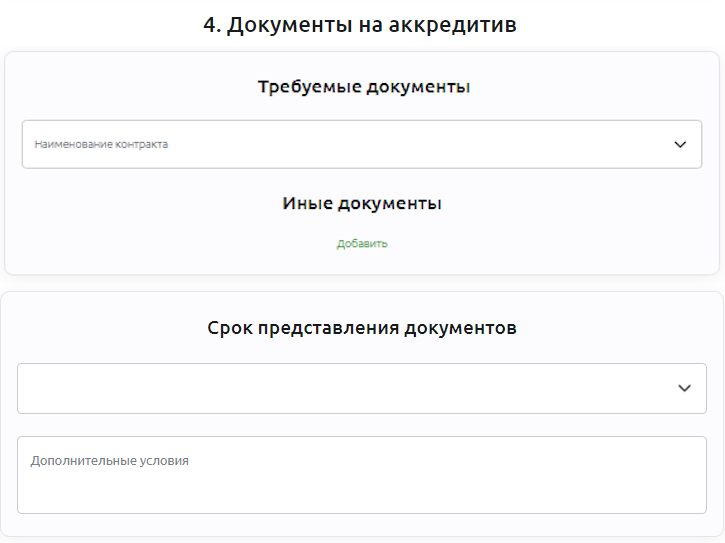 4. Документы на аккредитив
Требуемые документы
Наименование контракта
Иные документы
Добавить
Срок представления документов
Дополнительные условия